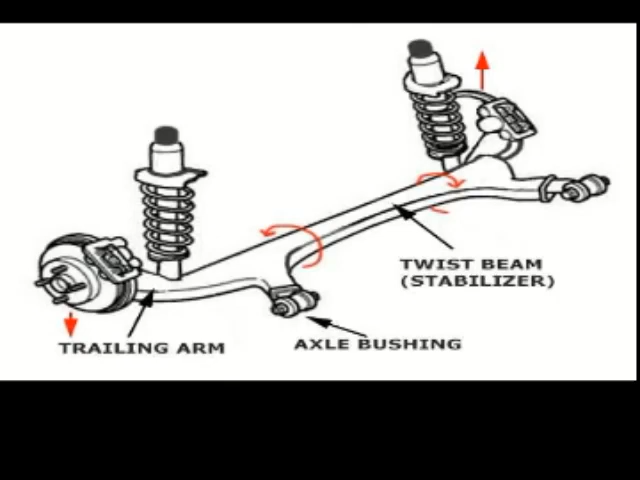 TWIST BEAM
(STABILIZER)
AXLE BUSHING
TRAILING ARM